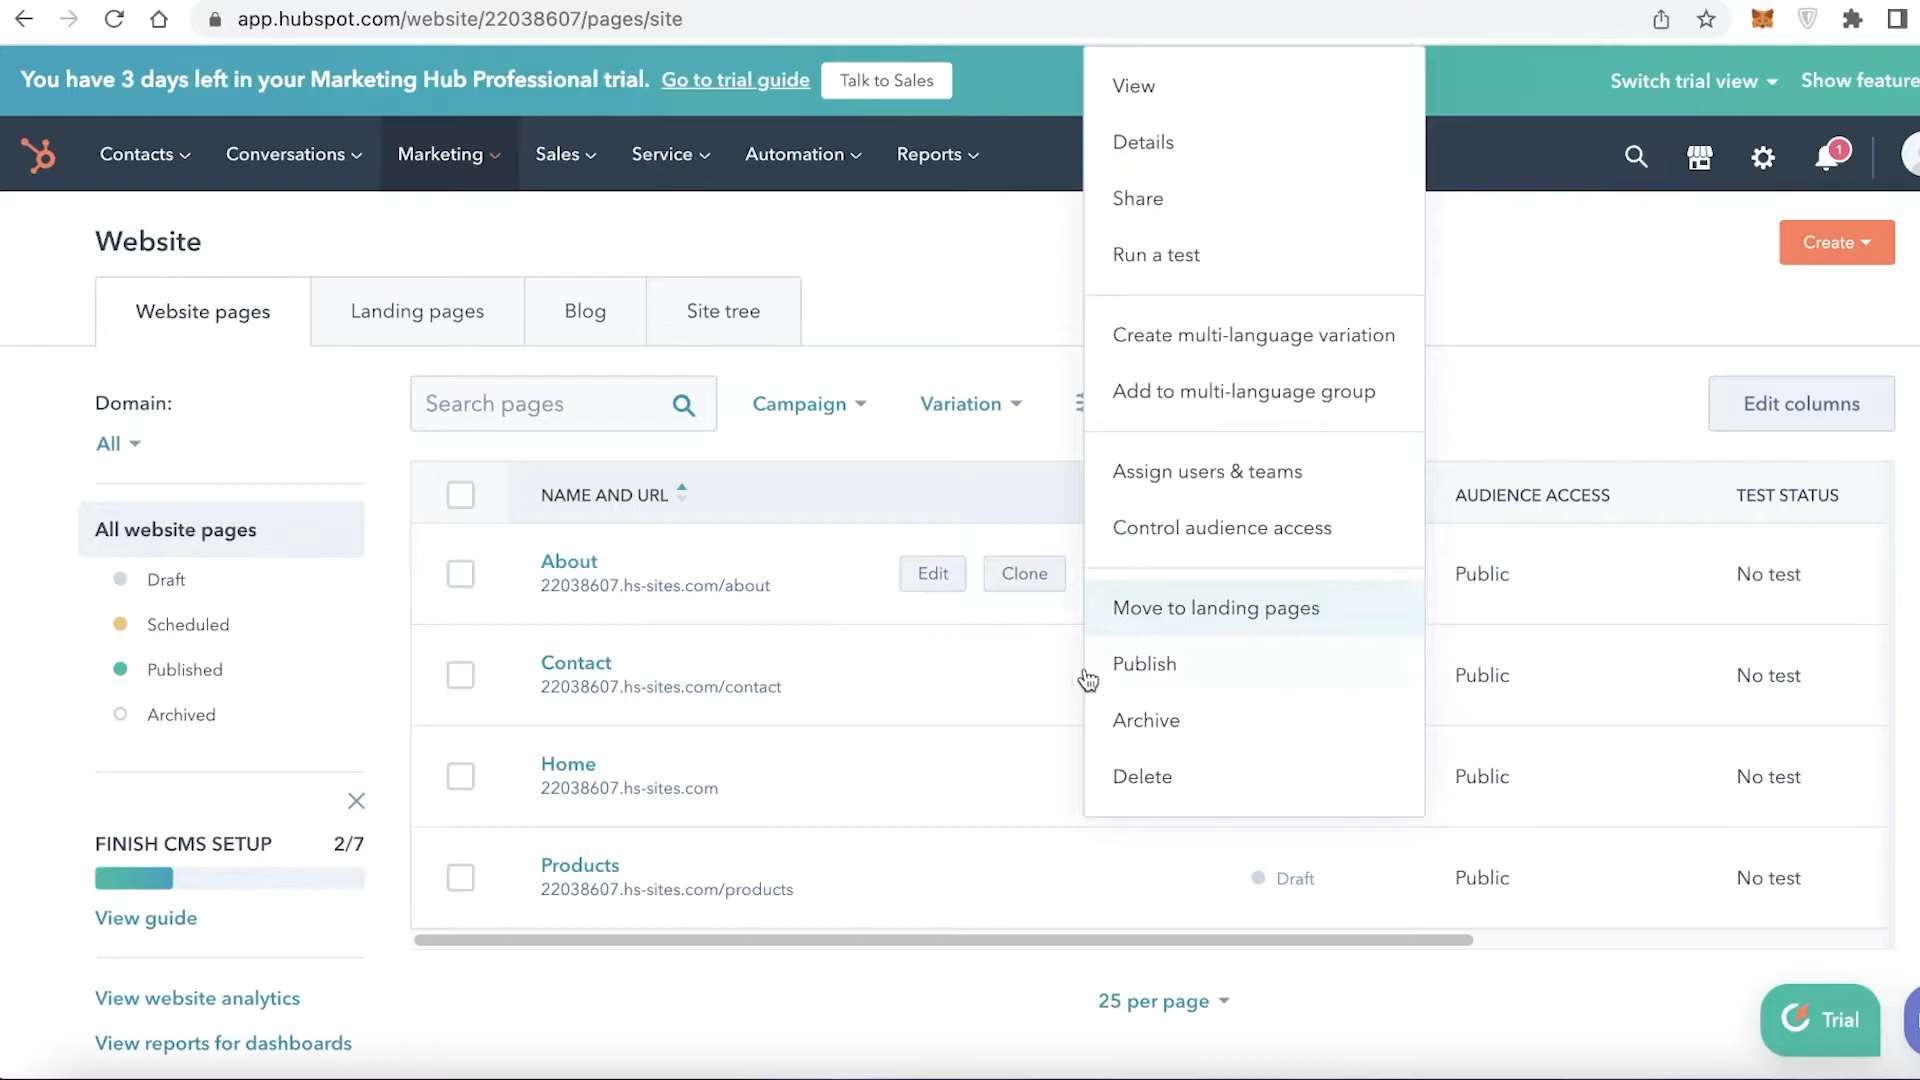 app.hubspot.com/website/22038607/pages/site
You have 3 days left in your Marketing Hub Professional trial. Go to trial guide Talk to Sales Switch trial view Show feature
Contacts Conversations Marketing Sales Service Automation Reports 1
Website
Create
Website pages Landing pages Blog Site tree
Domain:
All
Search pages Campaign Variation Edit columns
All website pages
Draft
Scheduled
Published
Archived
FINISH CMS SETUP 2/7
View guide
View website analytics
View reports for dashboards
NAME AND URL AUDIENCE ACCESS TEST STATUS
About
22038607.hs-sites.com/about
Edit Clone Public No test
Contact
22038607.hs-sites.com/contact
Public No test
Home
22038607.hs-sites.com
Public No test
Products
22038607.hs-sites.com/products
Draft Public No test
View
Details
Share
Run a test
Create multi-language variation
Add to multi-language group
Assign users & teams
Control audience access
Move to landing pages
Publish
Archive
Delete
25 per page
Trial